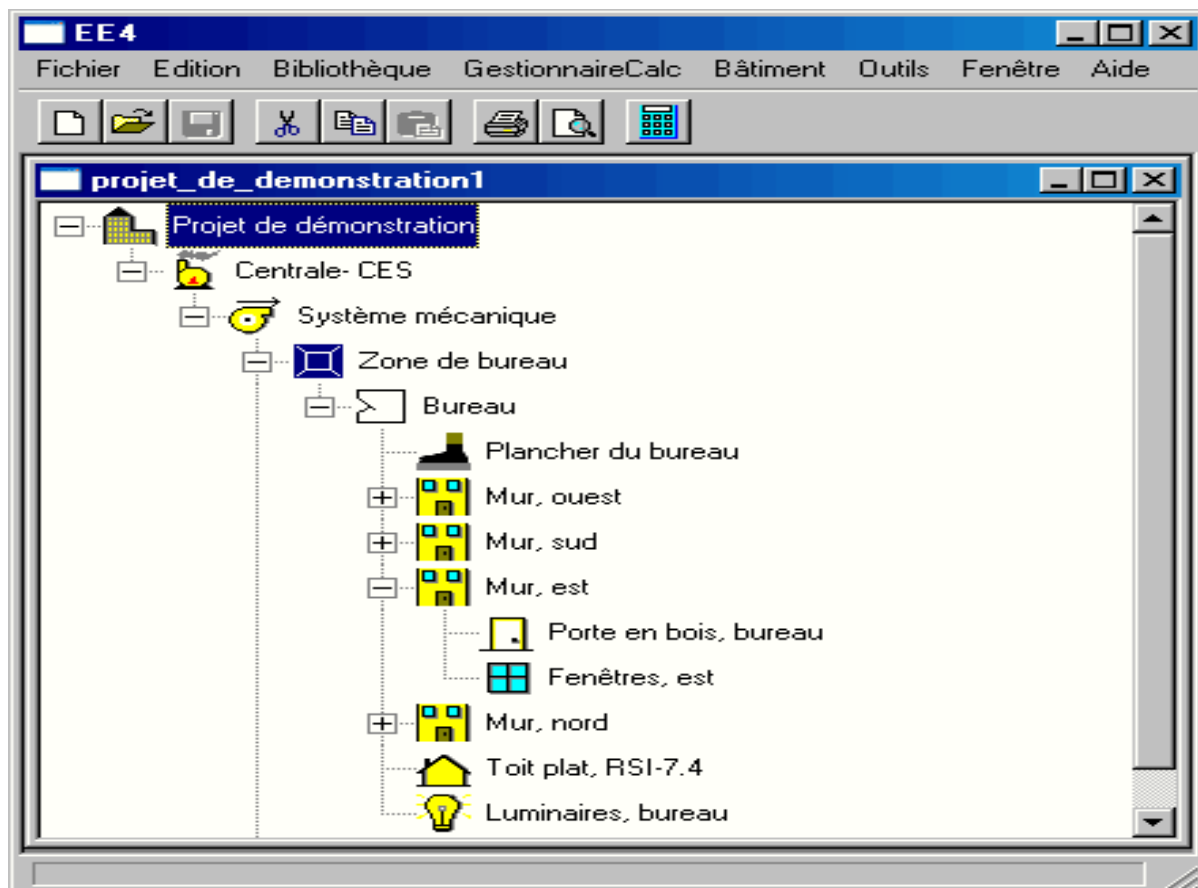 EE4
Fichier Edition Bibliothèque GestionnaireCalc Bâtiment Outils Fenêtre Aide
projet_de_demonstration1
Projet de démonstration
Centrale- CES
Système mécanique
Zone de bureau
Bureau
Plancher du bureau
Mur, ouest
Mur, sud
Mur, est
Porte en bois, bureau
Fenêtres, est
Mur, nord
Toit plat, RSI-7.4
Luminaires, bureau